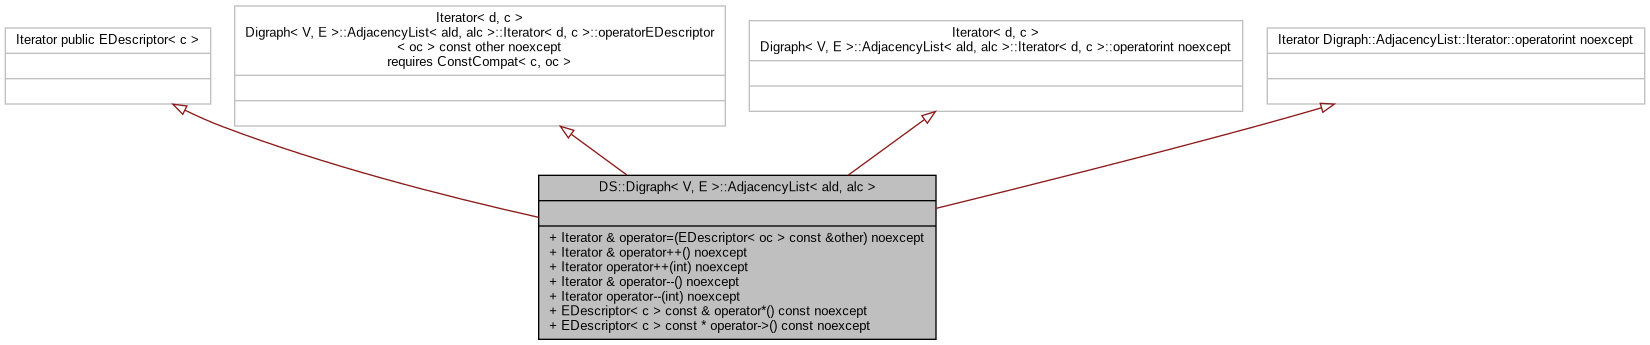 Iterator public EDescriptor< c >
Iterator< d, c >
Digraph< V, E >::AdjacencyList< ald, alc >::Iterator< d, c >::operatorEDescriptor
< oc > const other noexcept
requires ConstCompat< c, oc >
Iterator< d, c >
Digraph< V, E >::AdjacencyList< ald, alc >::Iterator< d, c >::operatorint noexcept
Iterator Digraph::AdjacencyList::Iterator::operatorint noexcept
DS::Digraph< V, E >::AdjacencyList< ald, alc >
+ Iterator & operator=(EDescriptor< oc > const &other) noexcept
+ Iterator & operator++() noexcept
+ Iterator operator++(int) noexcept
+ Iterator & operator--() noexcept
+ Iterator operator--(int) noexcept
+ EDescriptor< c > const & operator*() const noexcept
+ EDescriptor< c > const * operator->() const noexcept